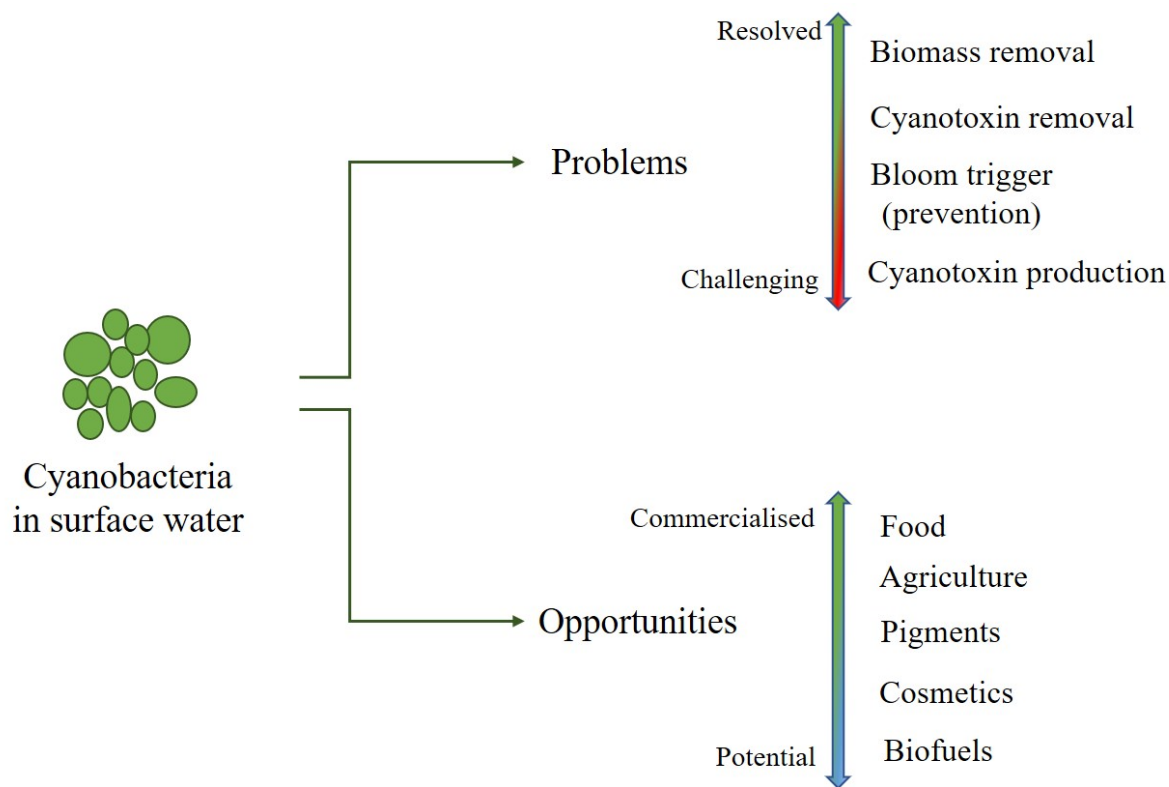 Resolved
Biomass removal
Cyanotoxin removal
Problems
Bloom trigger
(prevention)
Challenging
Cyanotoxin production
Cyanobacteria
in surface water
Commercialised
Food
Agriculture
Opportunities
Pigments
Cosmetics
Potential
Biofuels